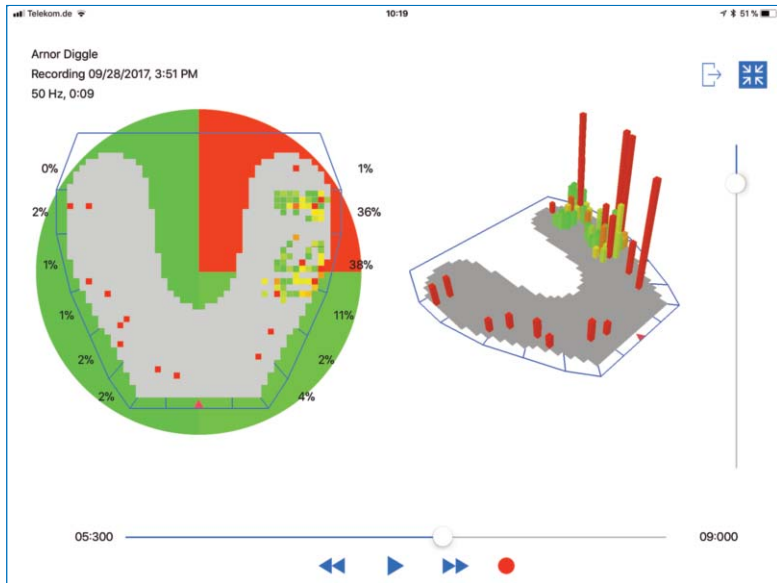 Telekom.de 10:19 51 %
Arnor Diggle
Recording 09/28/2017, 3:51 PM
50 Hz, 0:09
0% 1%
2% 36%
1% 38%
1% 11%
2% 2%
2% 4%
05:300 09:000